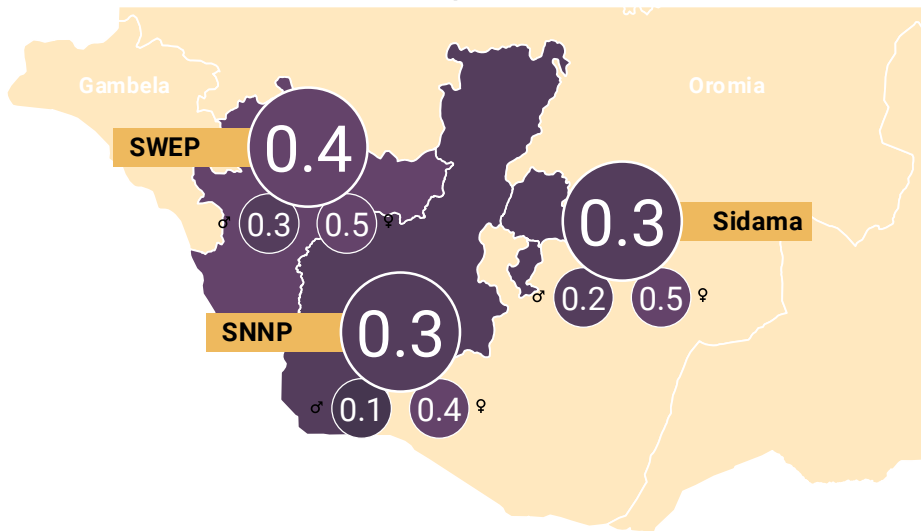 Gambela
Oromia
SWEP
0.4
♂ 0.3 0.5 ♀
0.3
Sidama
♂ 0.2 0.5 ♀
SNNP
0.3
♂ 0.1 0.4 ♀